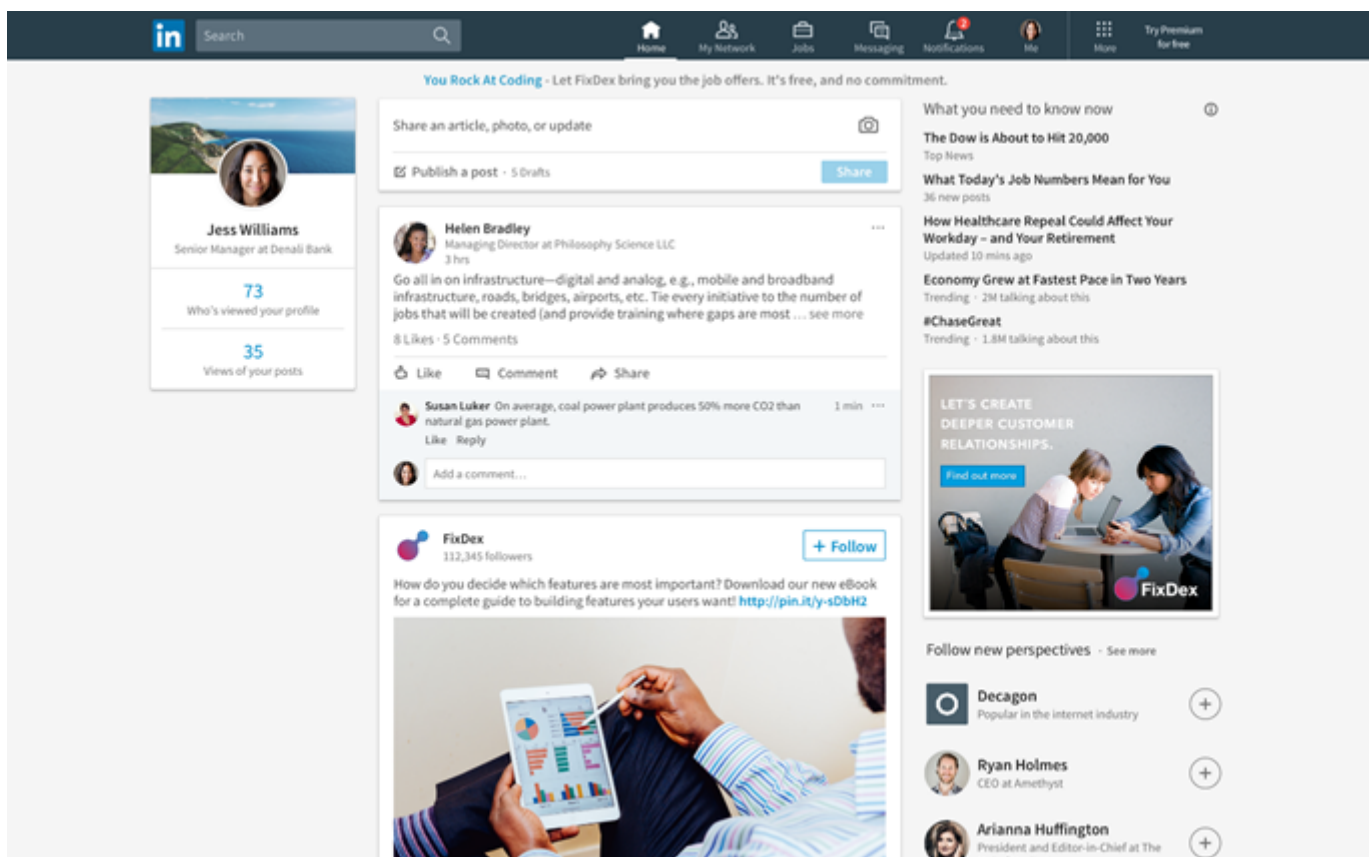 in
Search
Home
My Network
Jobs
Messaging
2
Notifications
Me
More
Try Premium
for free
You Rock At Coding - Let FixDex bring you the job offers. It's free, and no commitment.
Jess Williams
Senior Manager at Denali Bank
73
Who's viewed your profile
35
Views of your posts
Share an article, photo, or update
Publish a post · 5 Drafts
Share
Helen Bradley
Managing Director at Philosophy Science LLC
3 hrs
Go all in on infrastructure—digital and analog, e.g., mobile and broadband
infrastructure, roads, bridges, airports, etc. Tie every initiative to the number of
jobs that will be created (and provide training where gaps are most ... see more
8 Likes · 5 Comments
Like Comment Share
Susan Luker On average, coal power plant produces 50% more CO2 than
natural gas power plant.
1 min
Like Reply
Add a comment...
FixDex
112,345 followers
+ Follow
How do you decide which features are most important? Download our new eBook
for a complete guide to building features your users want! http://pin.it/y-sDbH2
What you need to know now
The Dow is About to Hit 20,000
Top News
What Today's Job Numbers Mean for You
36 new posts
How Healthcare Repeal Could Affect Your
Workday – and Your Retirement
Updated 10 mins ago
Economy Grew at Fastest Pace in Two Years
Trending · 2M talking about this
#ChaseGreat
Trending · 1.8M talking about this
LET'S CREATE
DEEPER CUSTOMER
RELATIONSHIPS.
Find out more
FixDex
Follow new perspectives · See more
Decagon
Popular in the internet industry
Ryan Holmes
CEO at Amethyst
Arianna Huffington
President and Editor-in-Chief at The